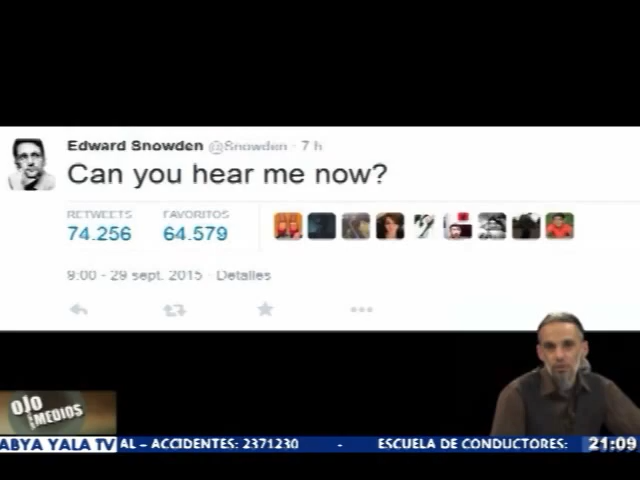 Edward Snowden @Snowden · 7 h
Can you hear me now?
RETWEETS FAVORITOS
74.256 64.579
9:00 - 29 sept. 2015 · Detalles
OJO
MEDIOS
ABYA YALA TV AL – ACCIDENTES: 2371230 - ESCUELA DE CONDUCTORES: 21:09